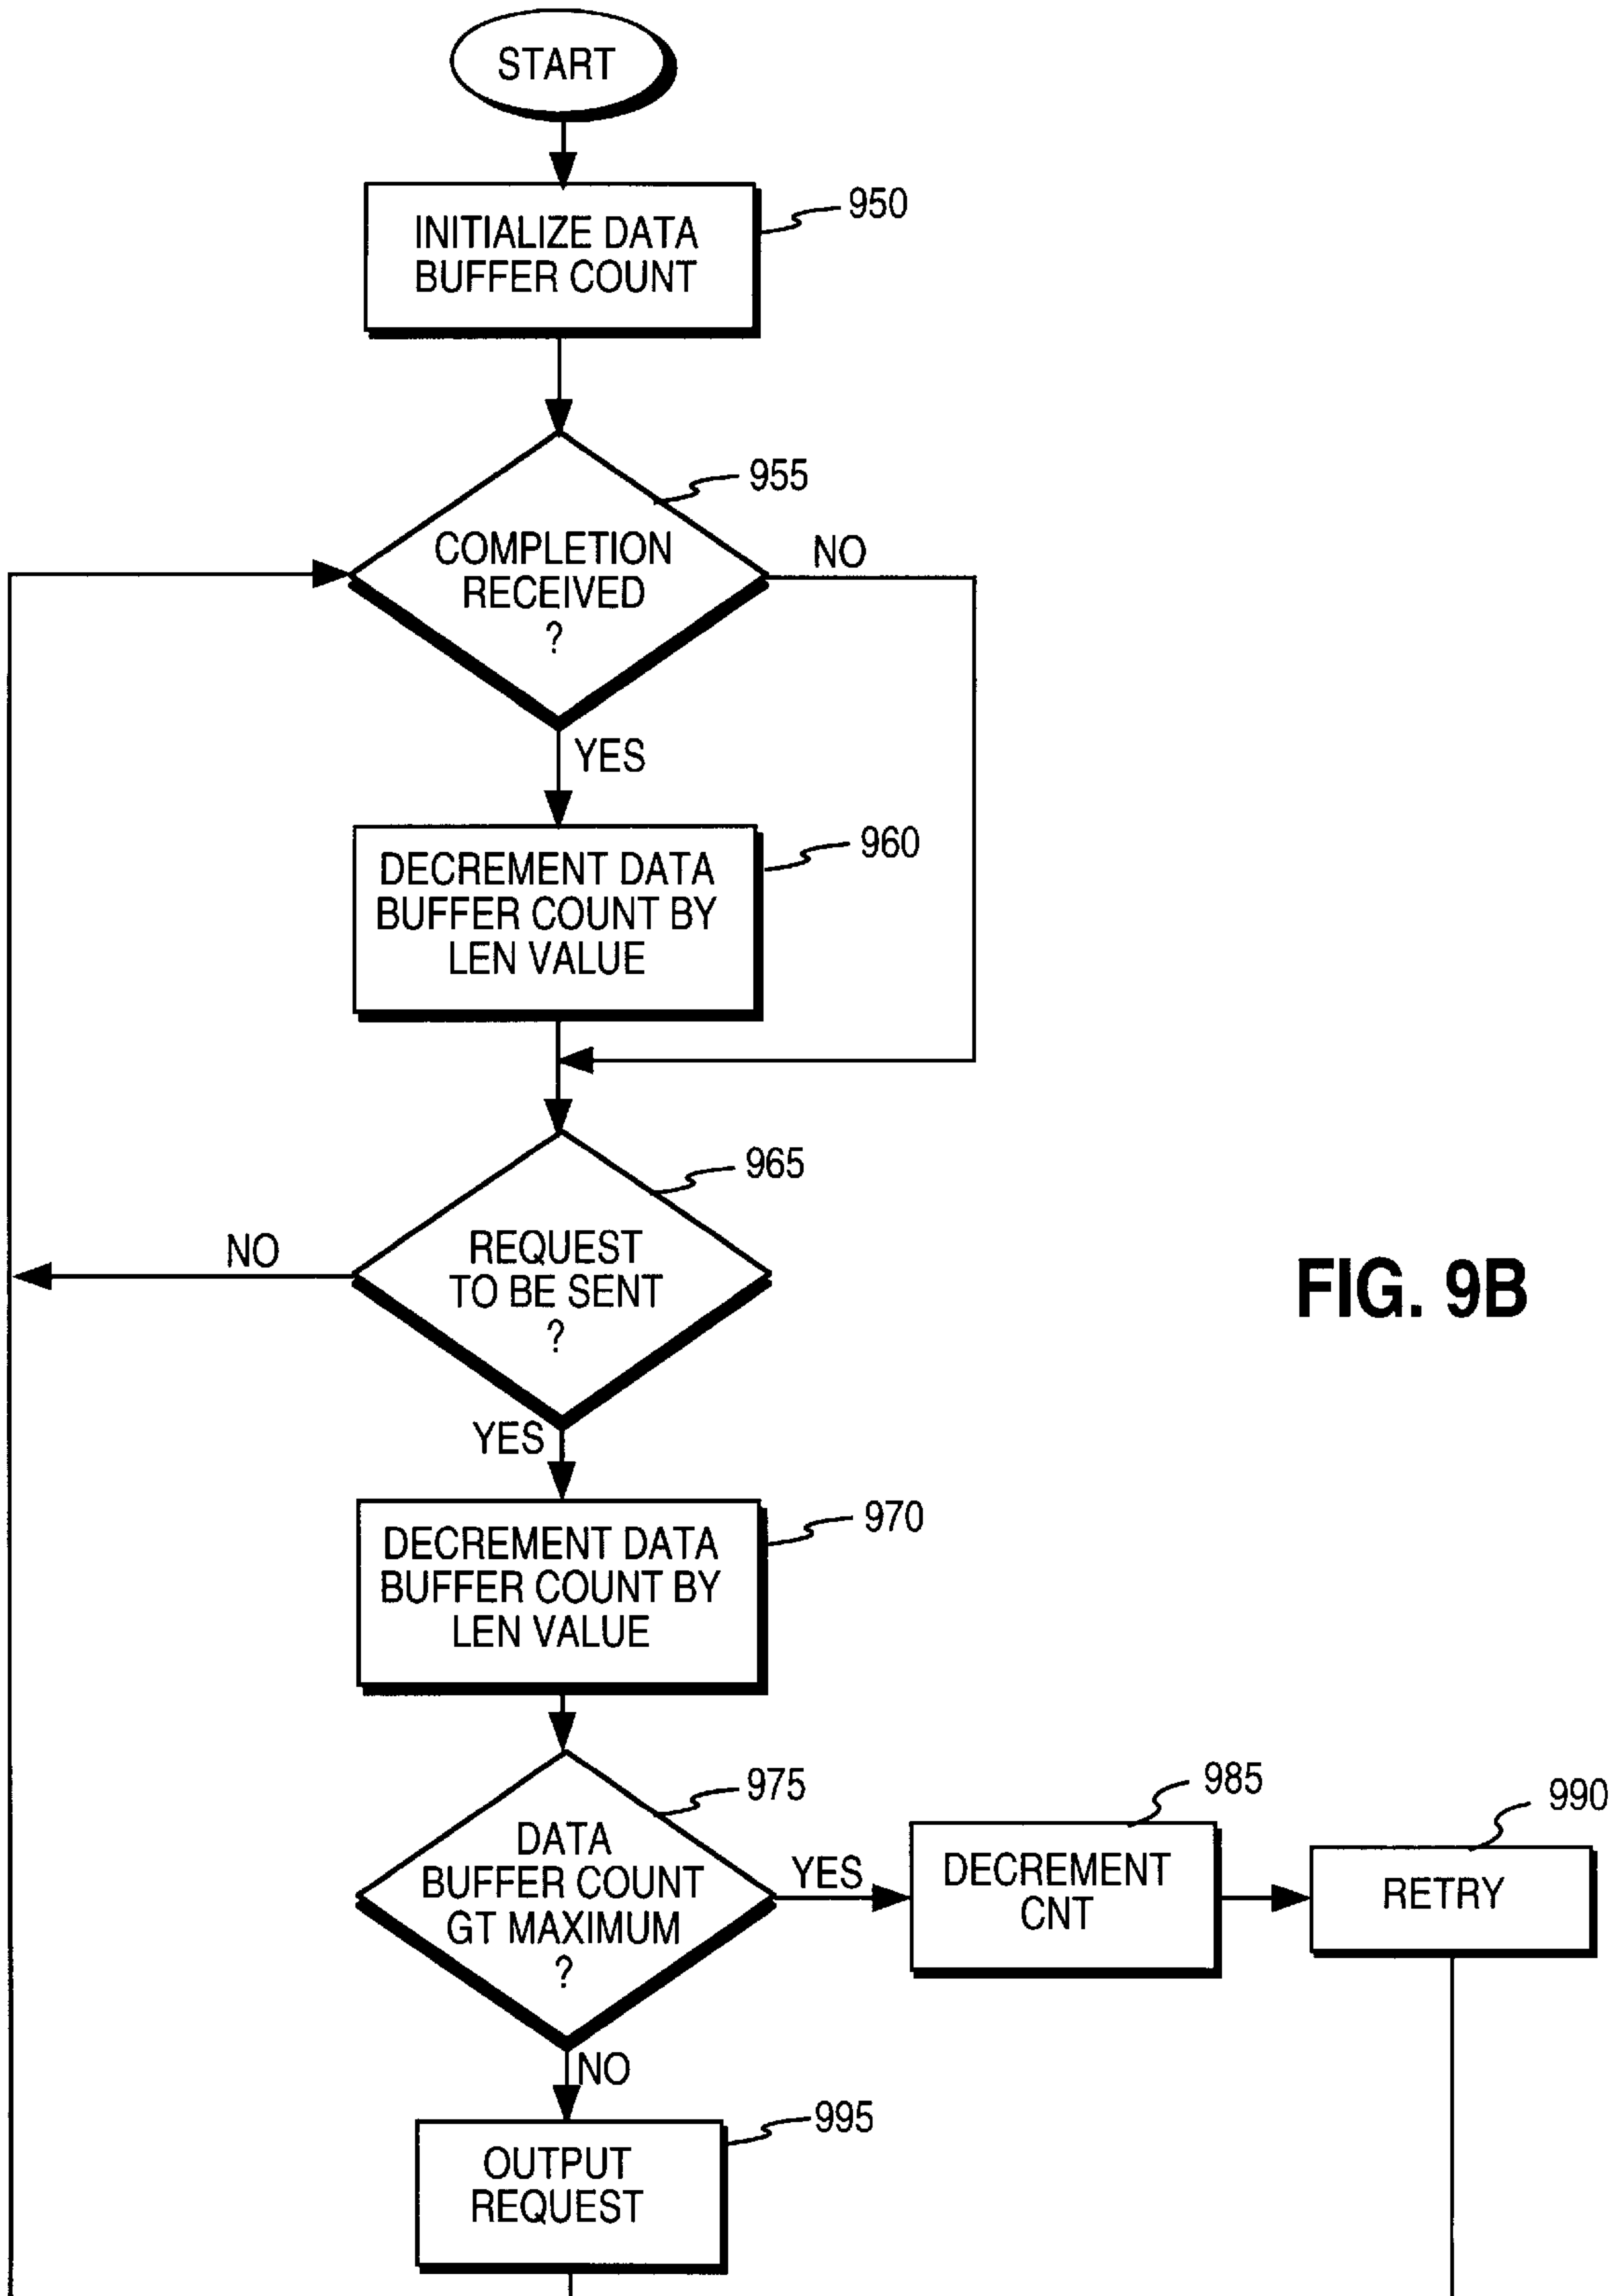 START
INITIALIZE DATA
BUFFER COUNT
950
COMPLETION
RECEIVED
?
955
NO
YES
DECREMENT DATA
BUFFER COUNT BY
LEN VALUE
960
REQUEST
TO BE SENT
?
965
NO
YES
FIG. 9B
DECREMENT DATA
BUFFER COUNT BY
LEN VALUE
970
DATA
BUFFER COUNT
GT MAXIMUM
?
975
YES
DECREMENT
CNT
985
RETRY
990
NO
OUTPUT
REQUEST
995